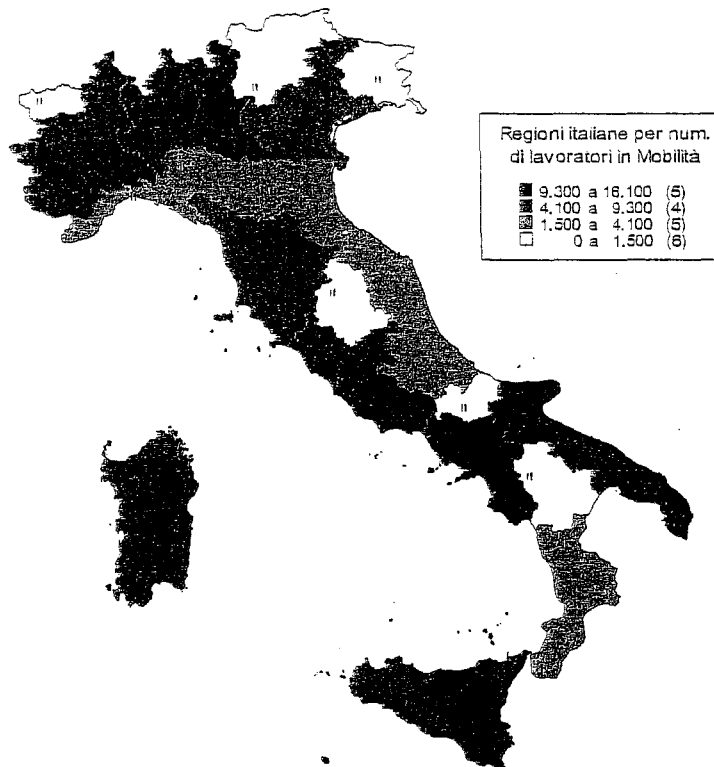 Regioni italiane per num.
di lavoratori in Mobilità
9.300 a 16.100 (5)
4.100 a 9.300 (4)
1.500 a 4.100 (5)
0 a 1.500 (6)